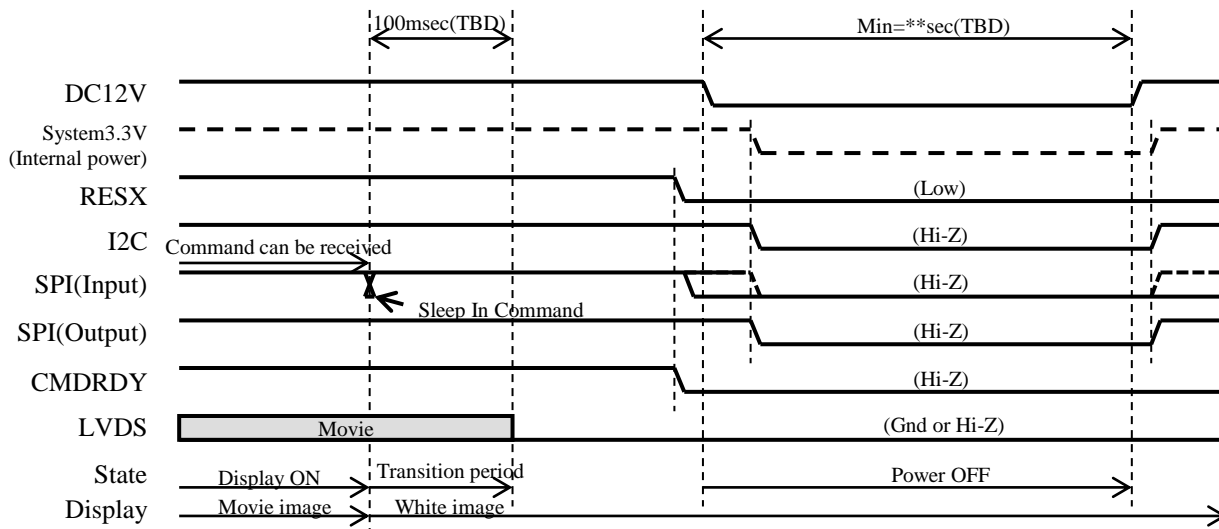 100msec(TBD)
Min=**sec(TBD)
DC12V
System3.3V
(Internal power)
RESX
(Low)
I2C
(Hi-Z)
Command can be received
SPI(Input)
(Hi-Z)
Sleep In Command
SPI(Output)
(Hi-Z)
CMDRDY
(Hi-Z)
LVDS
Movie
(Gnd or Hi-Z)
State
Display ON
Transition period
Power OFF
Display
Movie image
White image